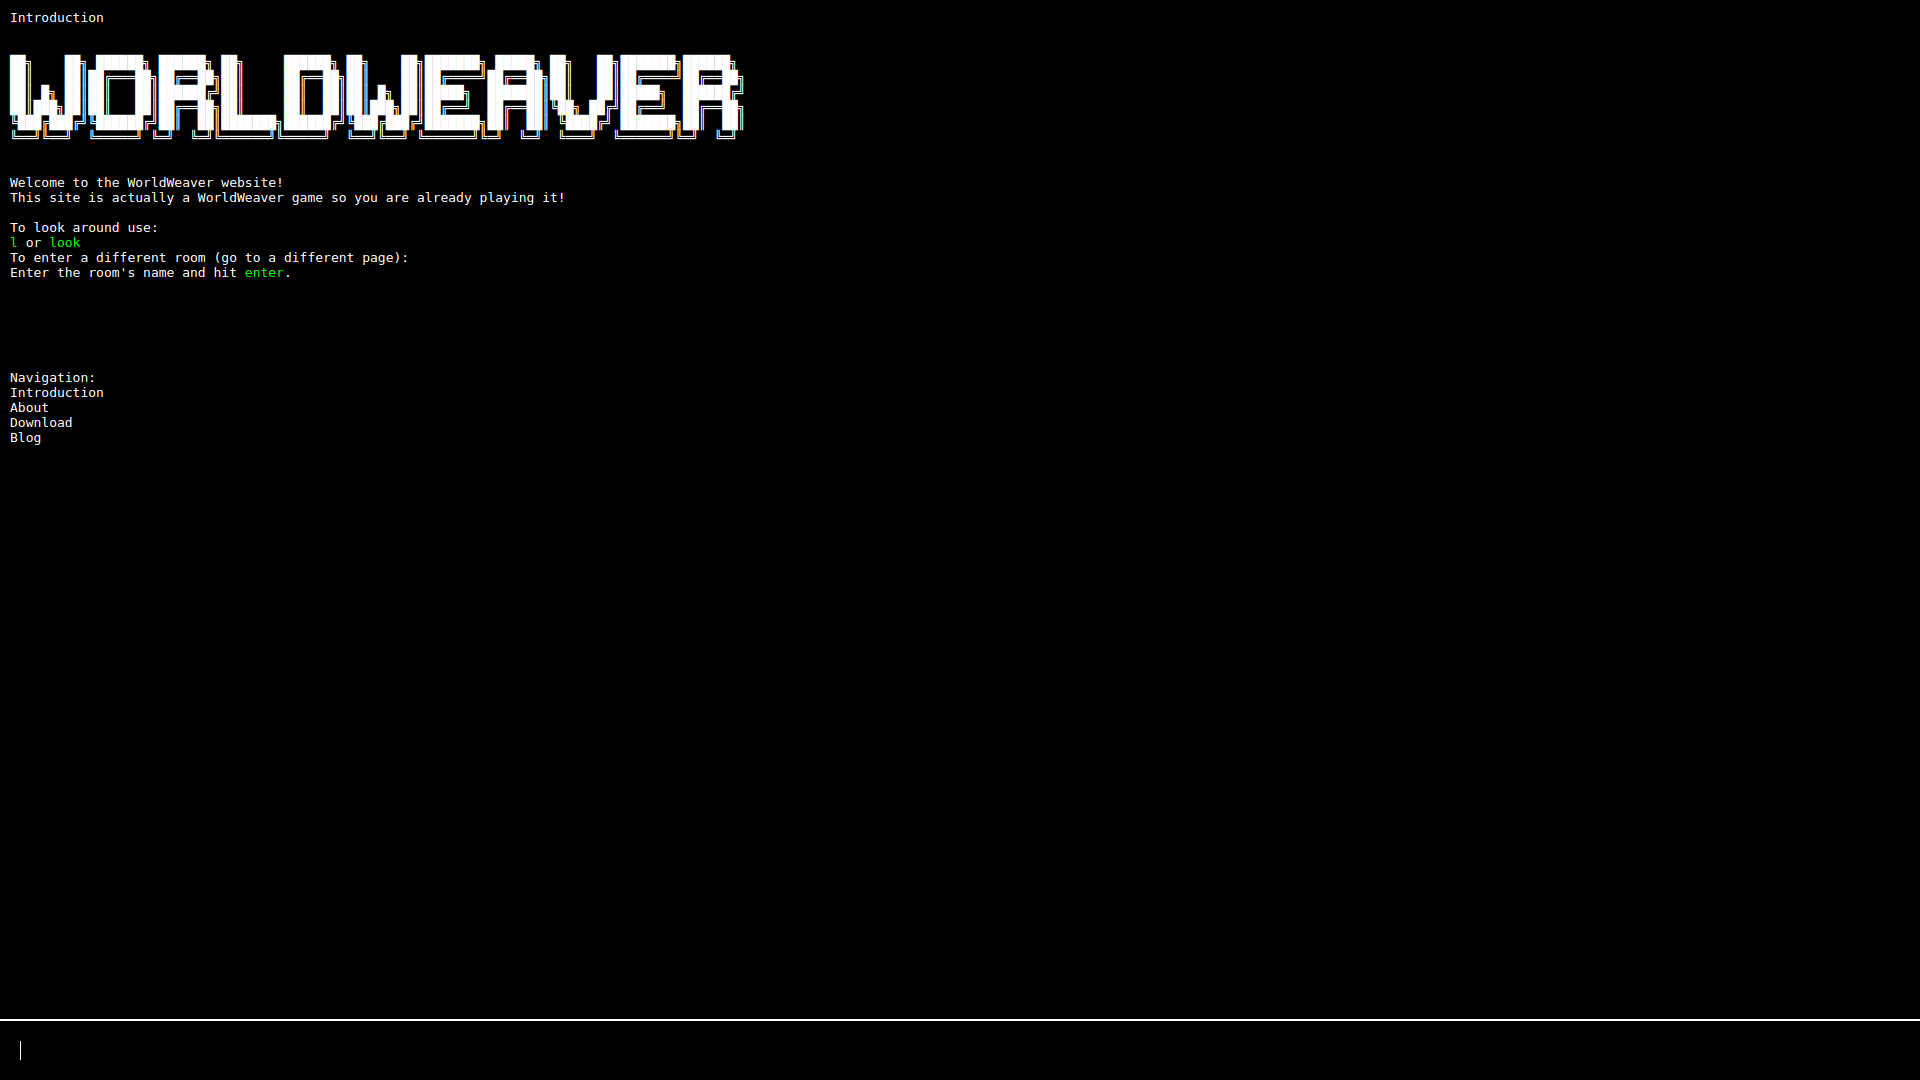 Introduction
WORLDWEAVER
Welcome to the WorldWeaver website!
This site is actually a WorldWeaver game so you are already playing it!
To look around use:
l or look
To enter a different room (go to a different page):
Enter the room's name and hit enter.
Navigation:
Introduction
About
Download
Blog